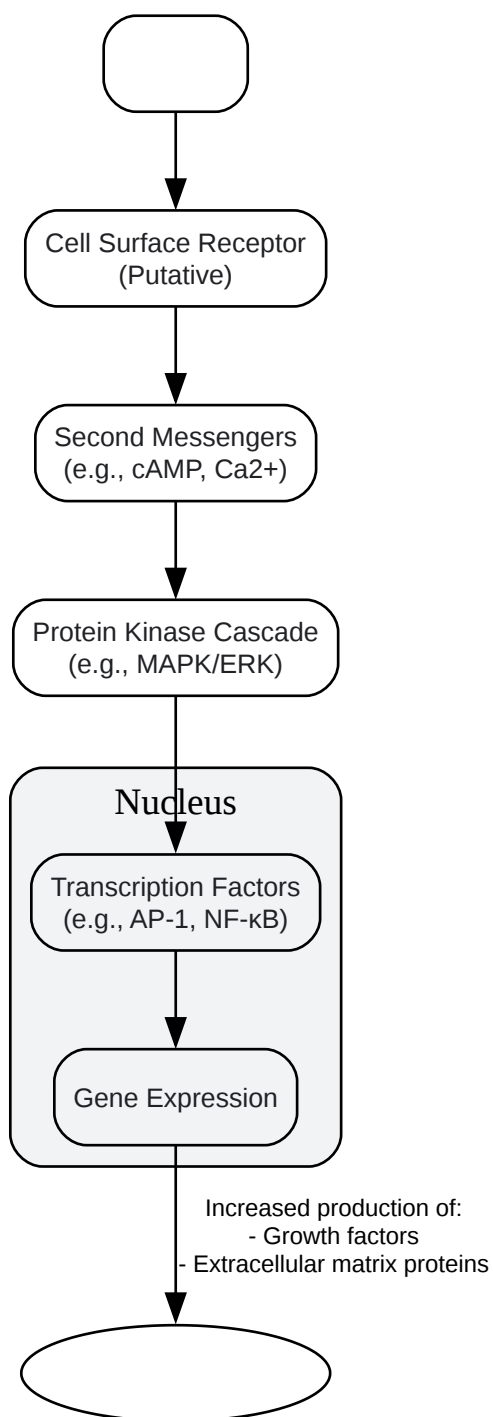 Cell Surface Receptor
(Putative)
Second Messengers
(e.g., cAMP, Ca2+)
Protein Kinase Cascade
(e.g., MAPK/ERK)
Nucleus
Transcription Factors
(e.g., AP-1, NF-κB)
Gene Expression
Increased production of:
- Growth factors
- Extracellular matrix proteins